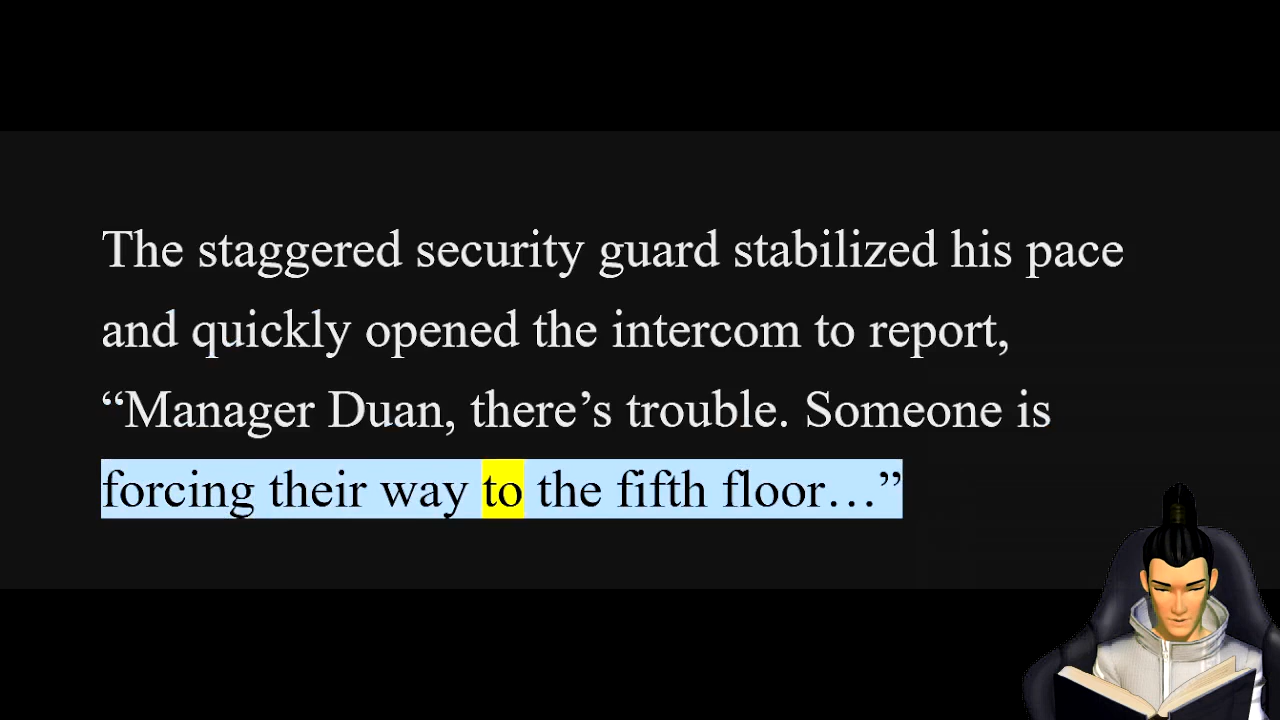 The staggered security guard stabilized his pace
and quickly opened the intercom to report,
“Manager Duan, there’s trouble. Someone is
forcing their way to the fifth floor…”